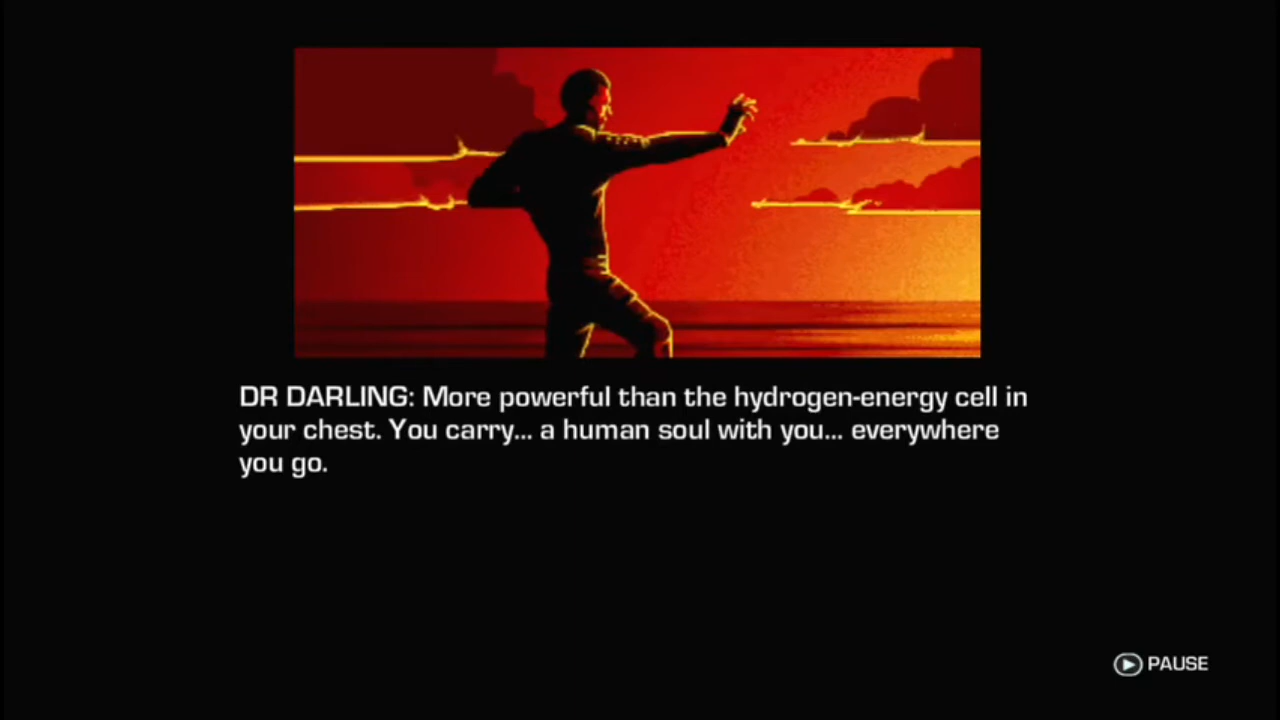 DR DARLING: More powerful than the hydrogen-energy cell in
your chest. You carry... a human soul with you... everywhere
you go.
PAUSE